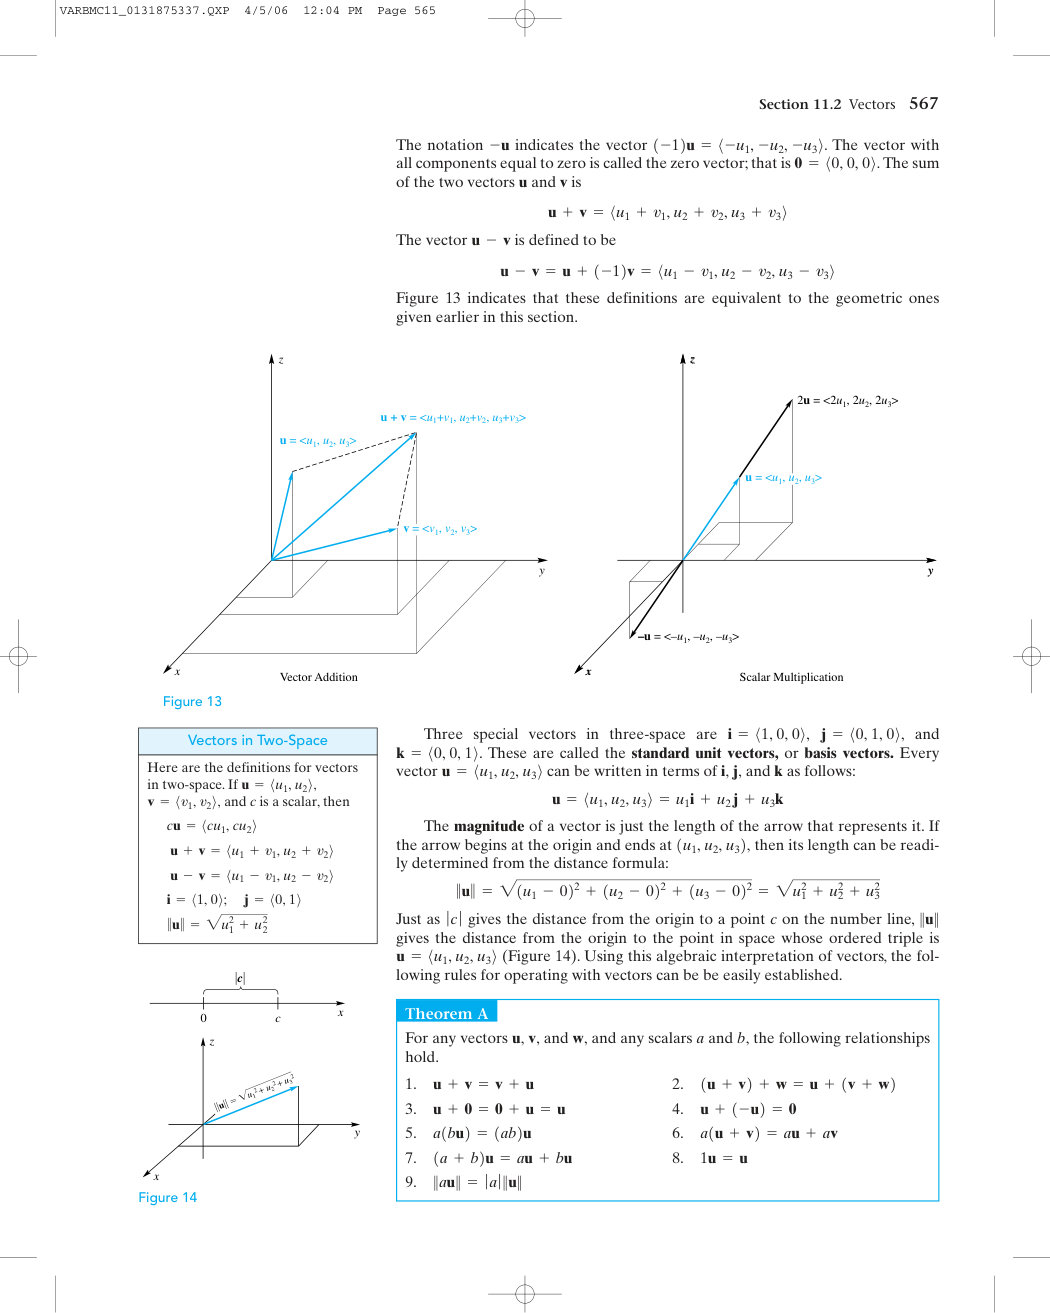 VARBMC11_0131875337.QXP 4/5/06 12:04 PM Page 565
Section 11.2 Vectors 567
The notation −u indicates the vector (−1)u = ⟨−u₁, −u₂, −u₃⟩. The vector with
all components equal to zero is called the zero vector; that is 0 = ⟨0, 0, 0⟩. The sum
of the two vectors u and v is
u + v = ⟨u₁ + v₁, u₂ + v₂, u₃ + v₃⟩
The vector u − v is defined to be
u − v = u + (−1)v = ⟨u₁ − v₁, u₂ − v₂, u₃ − v₃⟩
Figure 13 indicates that these definitions are equivalent to the geometric ones
given earlier in this section.
z
u + v = <u₁+v₁, u₂+v₂, u₃+v₃>
u = <u₁, u₂, u₃>
v = <v₁, v₂, v₃>
y
x
Vector Addition
z
2u = <2u₁, 2u₂, 2u₃>
u = <u₁, u₂, u₃>
y
−u = <−u₁, −u₂, −u₃>
x
Scalar Multiplication
Figure 13
Vectors in Two-Space
Here are the definitions for vectors
in two-space. If u = ⟨u₁, u₂⟩,
v = ⟨v₁, v₂⟩, and c is a scalar, then
cu = ⟨cu₁, cu₂⟩
u + v = ⟨u₁ + v₁, u₂ + v₂⟩
u − v = ⟨u₁ − v₁, u₂ − v₂⟩
i = ⟨1, 0⟩; j = ⟨0, 1⟩
‖u‖ = √(u₁² + u₂²)
|c|
0
c
x
z
‖u‖ = √(u₁² + u₂² + u₃²)
y
x
Figure 14
Three special vectors in three-space are i = ⟨1, 0, 0⟩, j = ⟨0, 1, 0⟩, and
k = ⟨0, 0, 1⟩. These are called the standard unit vectors, or basis vectors. Every
vector u = ⟨u₁, u₂, u₃⟩ can be written in terms of i, j, and k as follows:
u = ⟨u₁, u₂, u₃⟩ = u₁i + u₂j + u₃k
The magnitude of a vector is just the length of the arrow that represents it. If
the arrow begins at the origin and ends at (u₁, u₂, u₃), then its length can be readi-
ly determined from the distance formula:
‖u‖ = √((u₁ − 0)² + (u₂ − 0)² + (u₃ − 0)²) = √(u₁² + u₂² + u₃²)
Just as |c| gives the distance from the origin to a point c on the number line, ‖u‖
gives the distance from the origin to the point in space whose ordered triple is
u = ⟨u₁, u₂, u₃⟩ (Figure 14). Using this algebraic interpretation of vectors, the fol-
lowing rules for operating with vectors can be be easily established.
Theorem A
For any vectors u, v, and w, and any scalars a and b, the following relationships
hold.
1. u + v = v + u
2. (u + v) + w = u + (v + w)
3. u + 0 = 0 + u = u
4. u + (−u) = 0
5. a(bu) = (ab)u
6. a(u + v) = au + av
7. (a + b)u = au + bu
8. 1u = u
9. ‖au‖ = |a|‖u‖